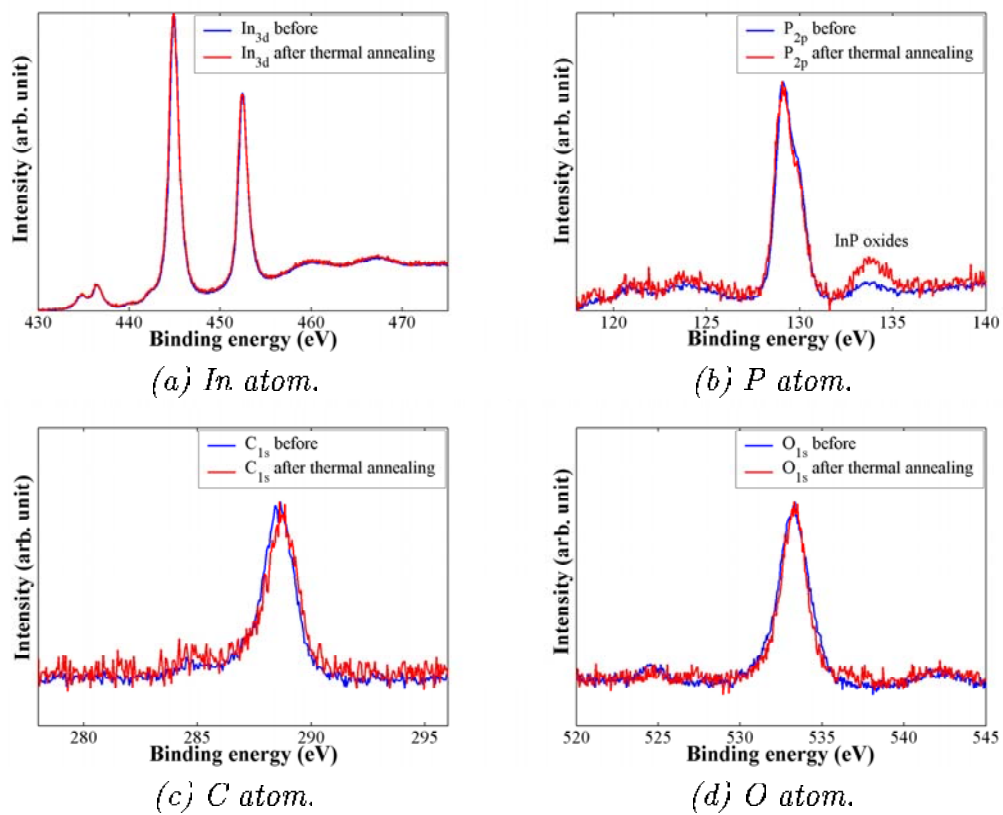 In3d before
In3d after thermal annealing
Intensity (arb. unit)
430 440 450 460 470
Binding energy (eV)
(a) In atom.
P2p before
P2p after thermal annealing
InP oxides
Intensity (arb. unit)
120 125 130 135 140
Binding energy (eV)
(b) P atom.
C1s before
C1s after thermal annealing
Intensity (arb. unit)
280 285 290 295
Binding energy (eV)
(c) C atom.
O1s before
O1s after thermal annealing
Intensity (arb. unit)
520 525 530 535 540 545
Binding energy (eV)
(d) O atom.